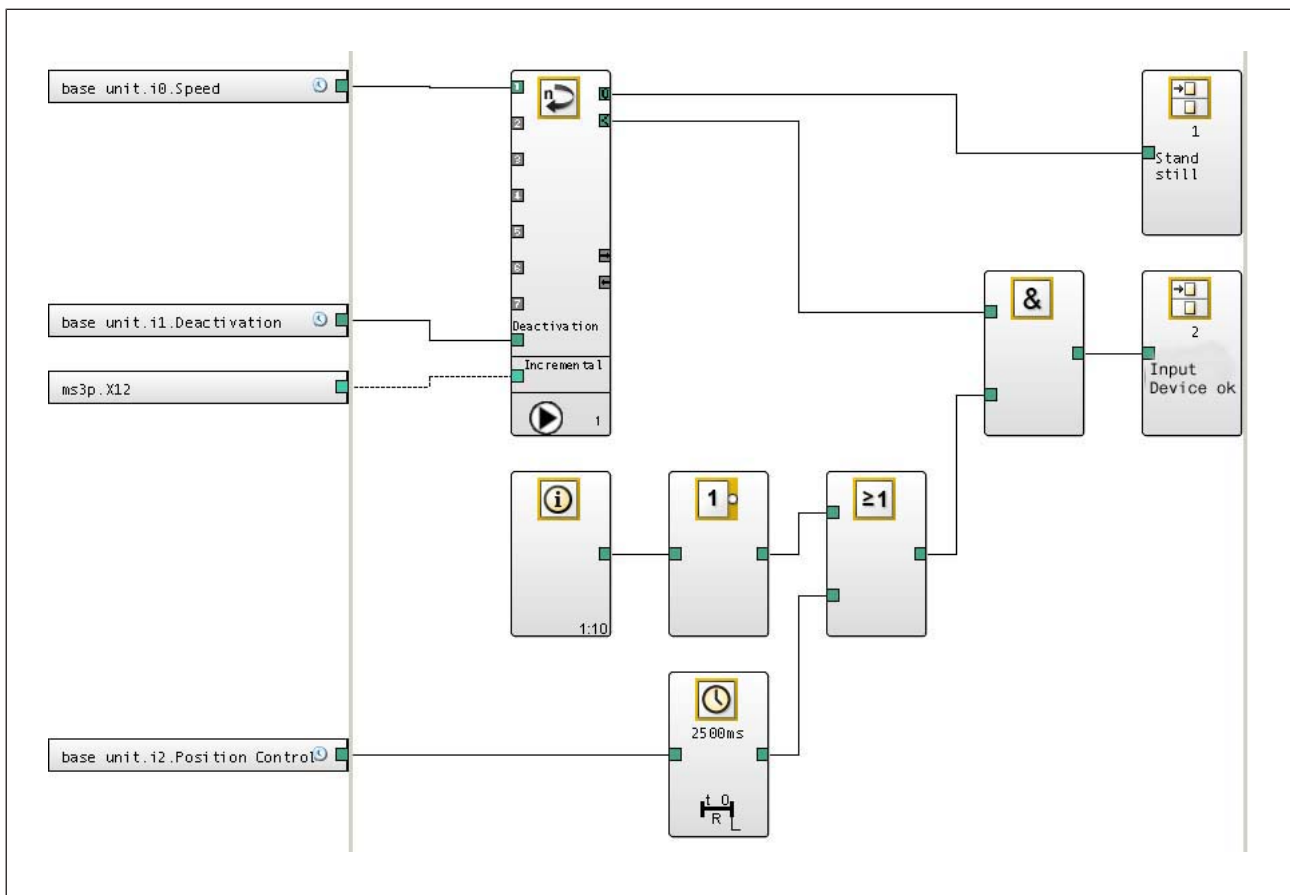 base unit.i0.Speed
1
2
3
4
5
6
7
n
0
<
Deactivation
Incremental
1
base unit.i1.Deactivation
ms3p.X12
1
Stand
still
&
2
Input
Device ok
i
1:10
1
≥1
base unit.i2.Position Control
2500ms
t 0
R